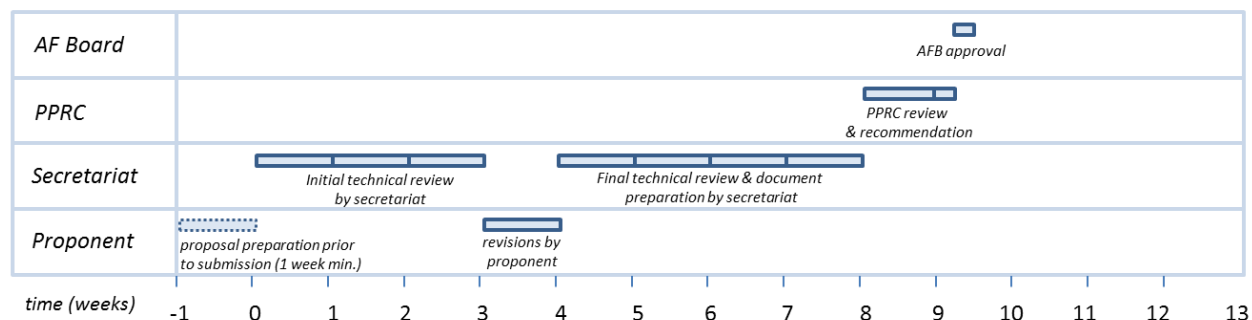 AF Board
AFB approval
PPRC
PPRC review
& recommendation
Secretariat
Initial technical review
by secretariat
Final technical review & document
preparation by secretariat
Proponent
proposal preparation prior
to submission (1 week min.)
revisions by
proponent
time (weeks)
-1 0 1 2 3 4 5 6 7 8 9 10 11 12 13